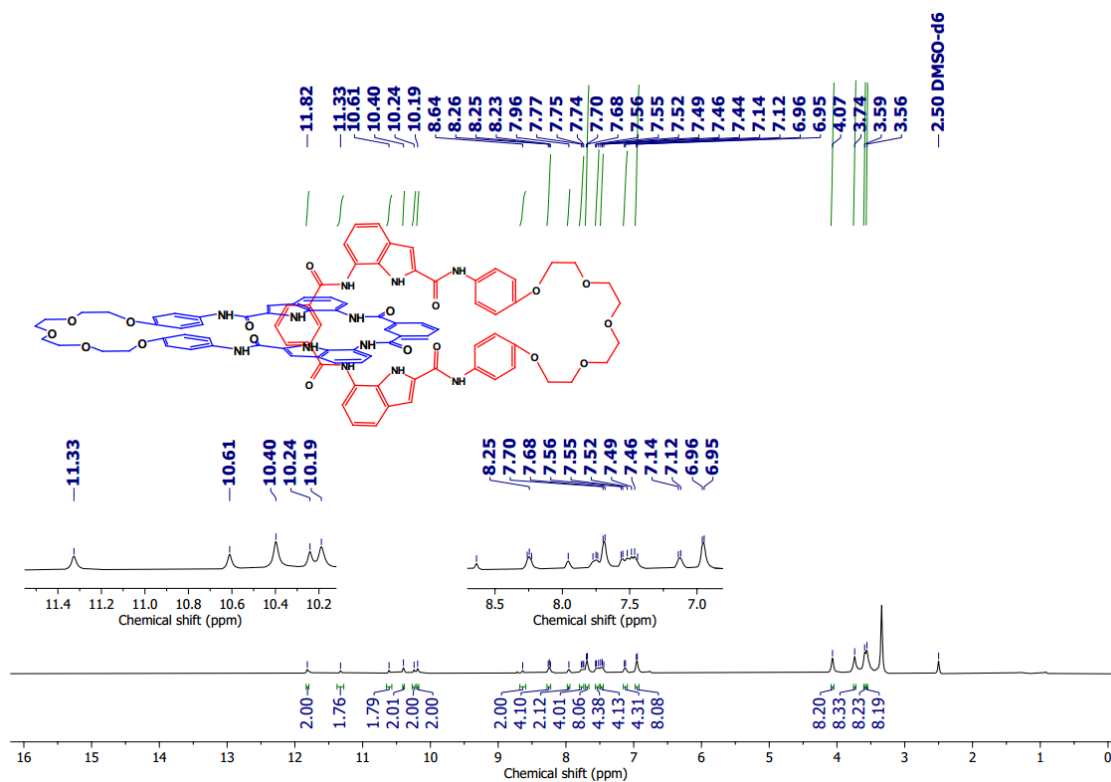 11.82 11.33 10.61 10.40 10.24 10.19 8.64 8.26 8.25 8.23 7.96 7.77 7.75 7.74 7.70 7.68 7.56 7.55 7.52 7.49 7.46 7.44 7.14 7.12 6.96 6.95 4.07 3.74 3.59 3.56 2.50 DMSO-d6
O NH NH NH
O O O
O O NH O NH NH O O
O
O O NH O NH NH O O
O NH NH O NH O O
11.33 10.61 10.40 10.24 10.19
8.25 7.70 7.68 7.56 7.55 7.52 7.49 7.46 7.14 7.12 6.96 6.95
11.4 11.2 11.0 10.8 10.6 10.4 10.2
Chemical shift (ppm)
8.5 8.0 7.5 7.0
Chemical shift (ppm)
2.00 1.76 1.79 2.01 2.00 2.00 2.00 4.10 2.12 4.01 8.06 4.38 4.13 4.31 8.08 8.20 8.33 8.23 8.19
16 15 14 13 12 11 10 9 8 7 6 5 4 3 2 1 0
Chemical shift (ppm)